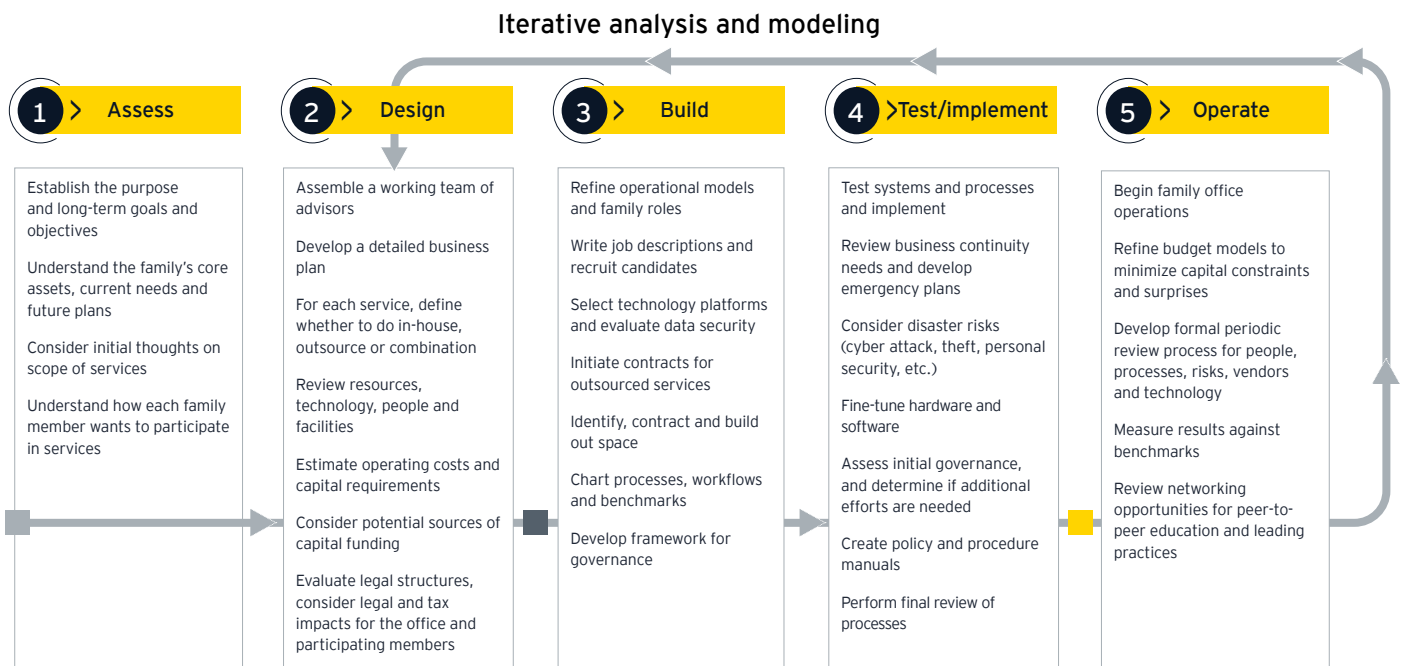 Iterative analysis and modeling
1 > Assess
Establish the purpose
and long-term goals and
objectives
Understand the family's core
assets, current needs and
future plans
Consider initial thoughts on
scope of services
Understand how each family
member wants to participate
in services
2 > Design
Assemble a working team of
advisors
Develop a detailed business
plan
For each service, define
whether to do in-house,
outsource or combination
Review resources,
technology, people and
facilities
Estimate operating costs and
capital requirements
Consider potential sources of
capital funding
Evaluate legal structures,
consider legal and tax
impacts for the office and
participating members
3 > Build
Refine operational models
and family roles
Write job descriptions and
recruit candidates
Select technology platforms
and evaluate data security
Initiate contracts for
outsourced services
Identify, contract and build
out space
Chart processes, workflows
and benchmarks
Develop framework for
governance
4 >Test/implement
Test systems and processes
and implement
Review business continuity
needs and develop
emergency plans
Consider disaster risks
(cyber attack, theft, personal
security, etc.)
Fine-tune hardware and
software
Assess initial governance,
and determine if additional
efforts are needed
Create policy and procedure
manuals
Perform final review of
processes
5 > Operate
Begin family office
operations
Refine budget models to
minimize capital constraints
and surprises
Develop formal periodic
review process for people,
processes, risks, vendors
and technology
Measure results against
benchmarks
Review networking
opportunities for peer-to-
peer education and leading
practices